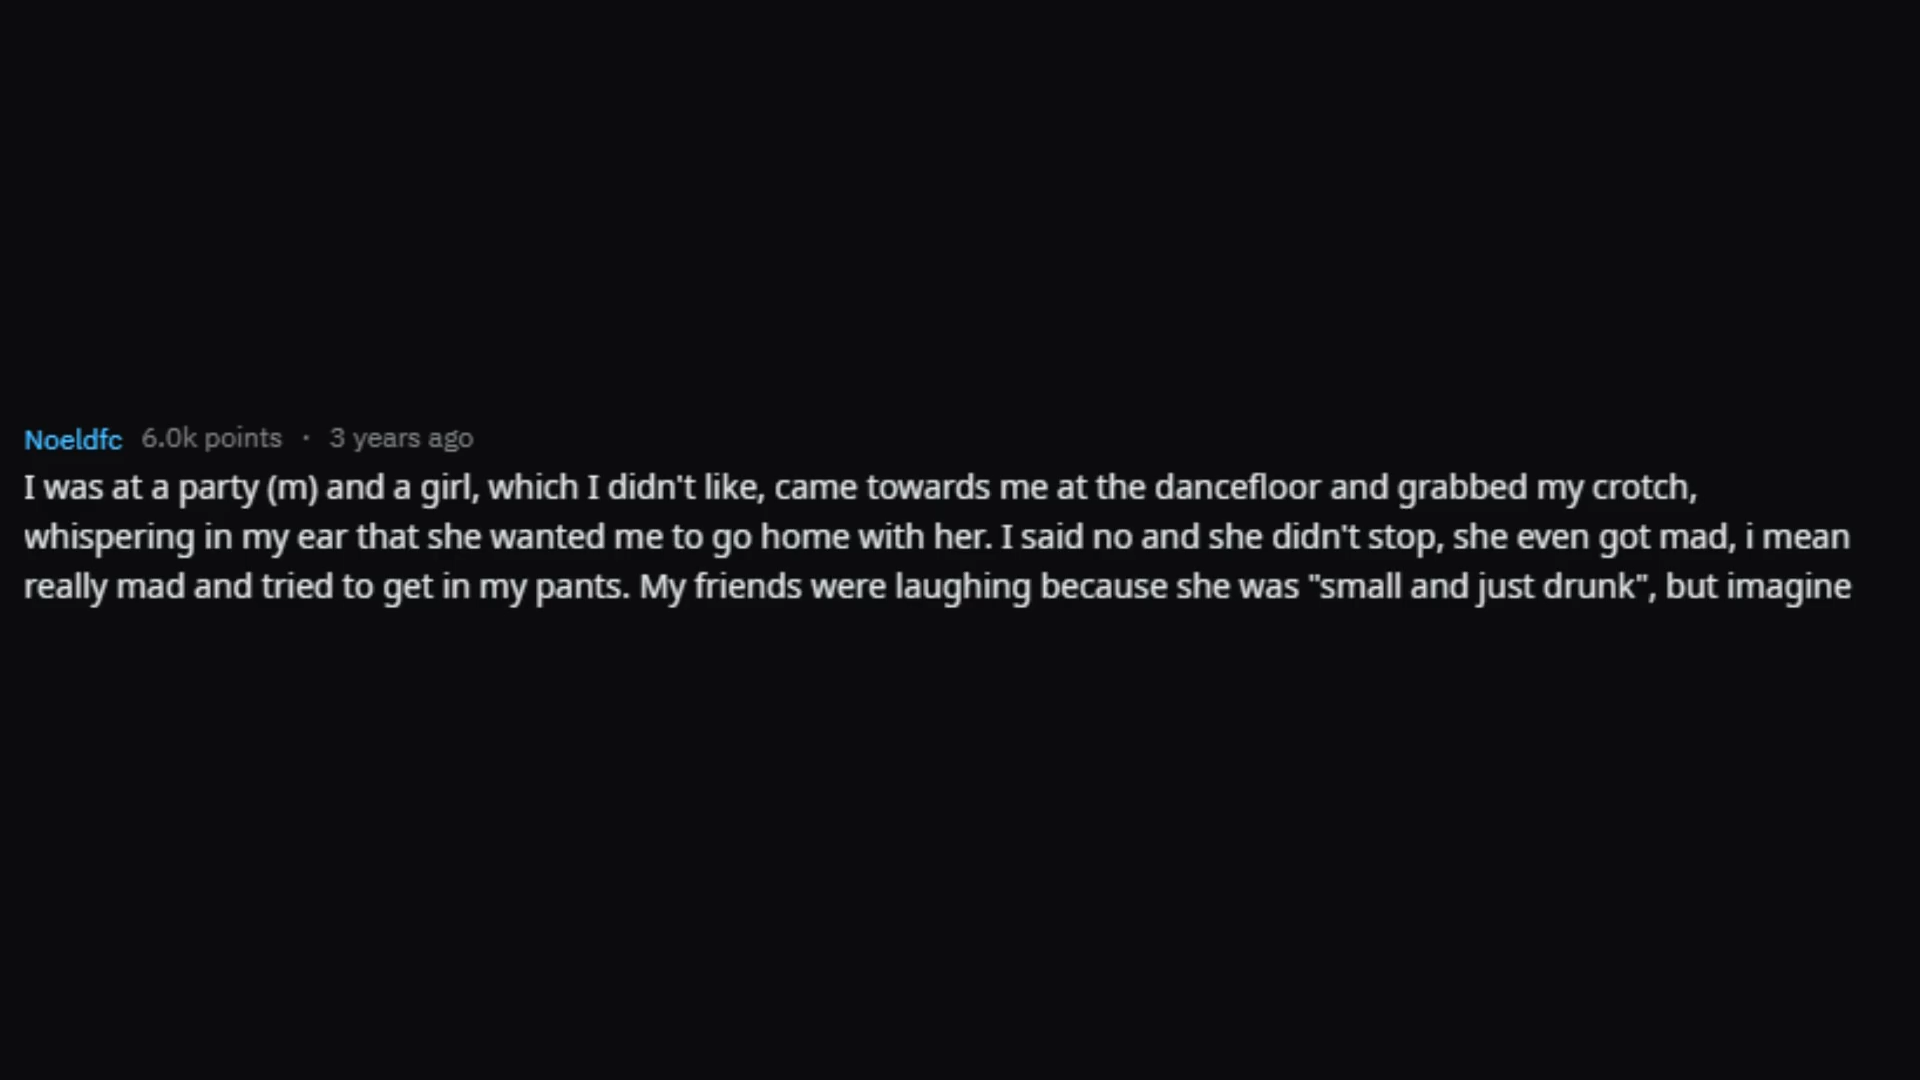 Noeldfc 6.0k points · 3 years ago
I was at a party (m) and a girl, which I didn't like, came towards me at the dancefloor and grabbed my crotch,
whispering in my ear that she wanted me to go home with her. I said no and she didn't stop, she even got mad, i mean
really mad and tried to get in my pants. My friends were laughing because she was "small and just drunk", but imagine